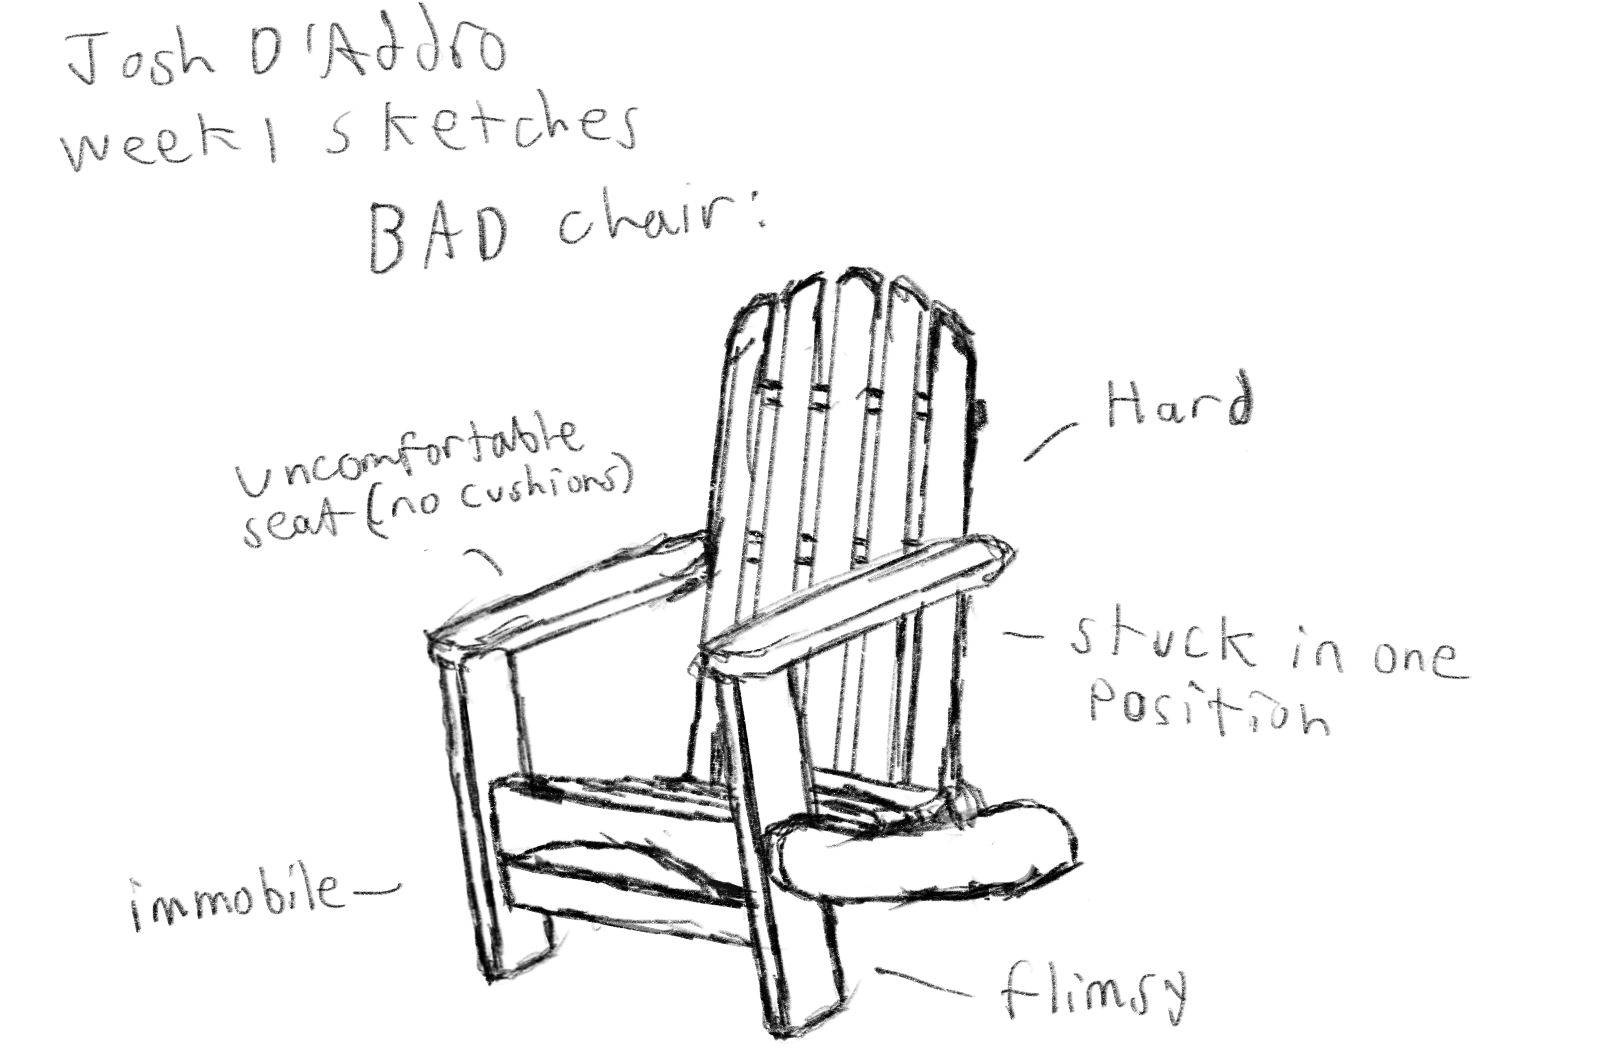 Josh D'Addro
week 1 sketches
BAD chair:
Hard
uncomfortable
seat (no cushions)
stuck in one
position
immobile
flimsy